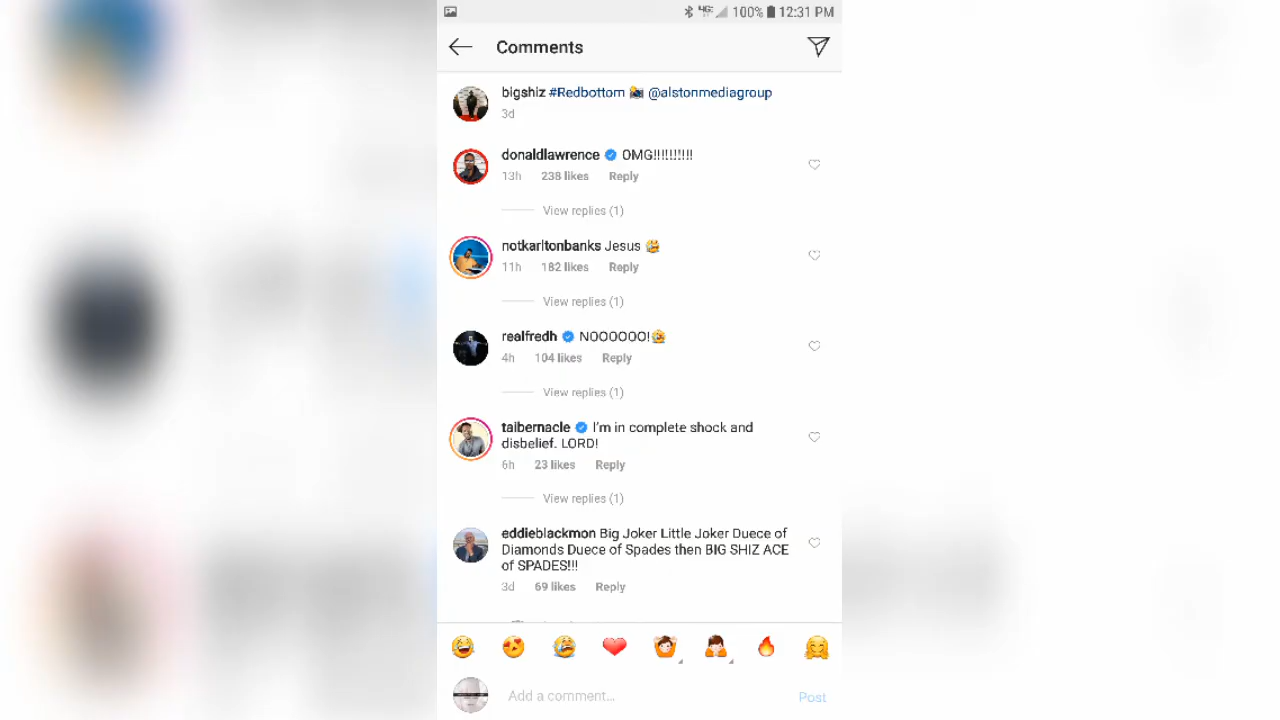 4G 100% 12:31 PM
Comments
bigshiz #Redbottom 📸 @alstonmediagroup
3d
donaldlawrence OMG!!!!!!!!!!
13h 238 likes Reply
View replies (1)
notkarltonbanks Jesus 😭
11h 182 likes Reply
View replies (1)
realfredh NOOOOOO!😭
4h 104 likes Reply
View replies (1)
taibernacle I'm in complete shock and
disbelief. LORD!
6h 23 likes Reply
View replies (1)
eddieblackmon Big Joker Little Joker Duece of
Diamonds Duece of Spades then BIG SHIZ ACE
of SPADES!!!
3d 69 likes Reply
Add a comment... Post